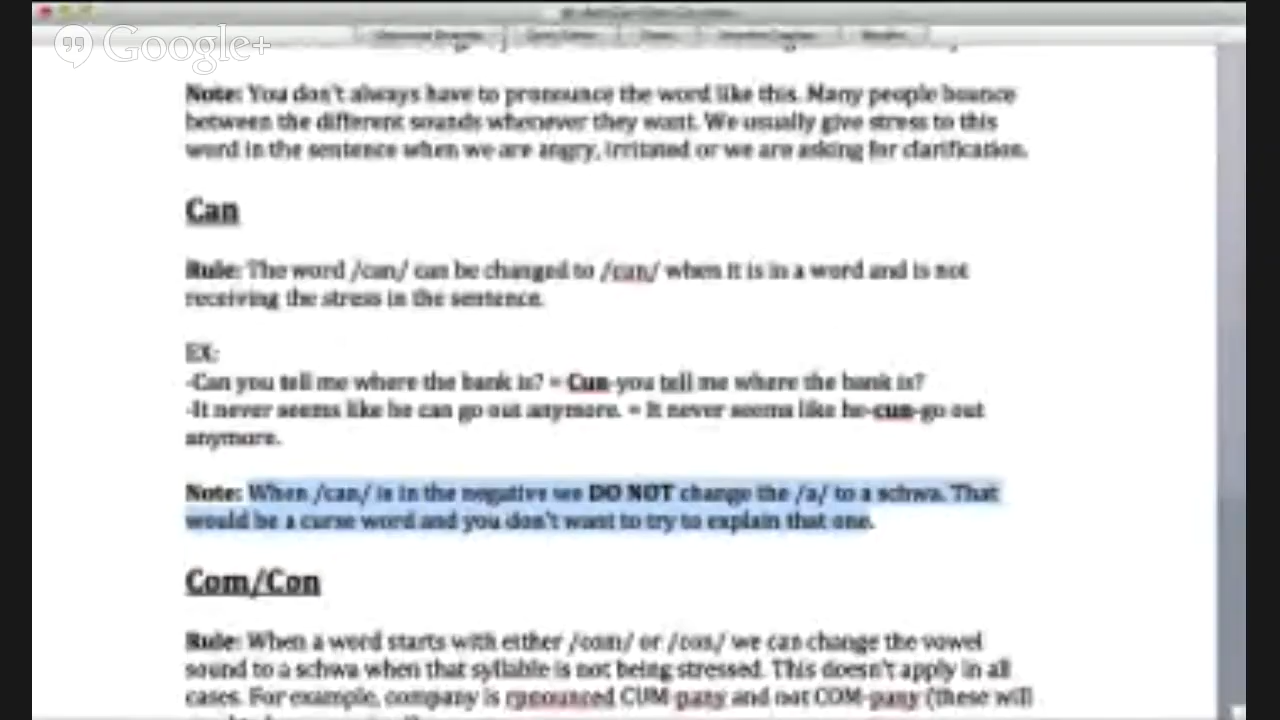 Google+
Note: You don't always have to pronounce the word like this. Many people bounce
between the different sounds whenever they want. We usually give stress to this
word in the sentence when we are angry, irritated or we are asking for clarification.
Can
Rule: The word /can/ can be changed to /cun/ when it is in a word and is not
receiving the stress in the sentence.
EX:
-Can you tell me where the bank is? = Cun-you tell me where the bank is?
-It never seems like he can go out anymore. = It never seems like he-cun-go out
anymore.
Note: When /can/ is in the negative we DO NOT change the /a/ to a schwa. That
would be a curse word and you don't want to try to explain that one.
Com/Con
Rule: When a word starts with either /com/ or /con/ we can change the vowel
sound to a schwa when that syllable is not being stressed. This doesn't apply in all
cases. For example, company is rpnounced CUM-pany and not COM-pany (these will